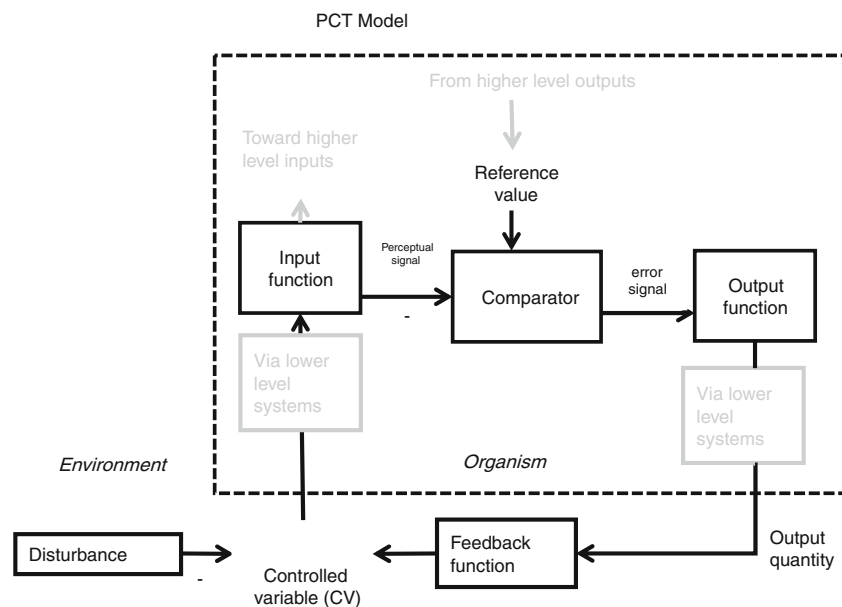 PCT Model
From higher level outputs
Toward higher
level inputs
Reference
value
Input
function
Perceptual
signal
-
Comparator
error
signal
Output
function
Via lower
level
systems
Via lower
level
systems
Environment
Organism
Disturbance
-
Controlled
variable (CV)
Feedback
function
Output
quantity